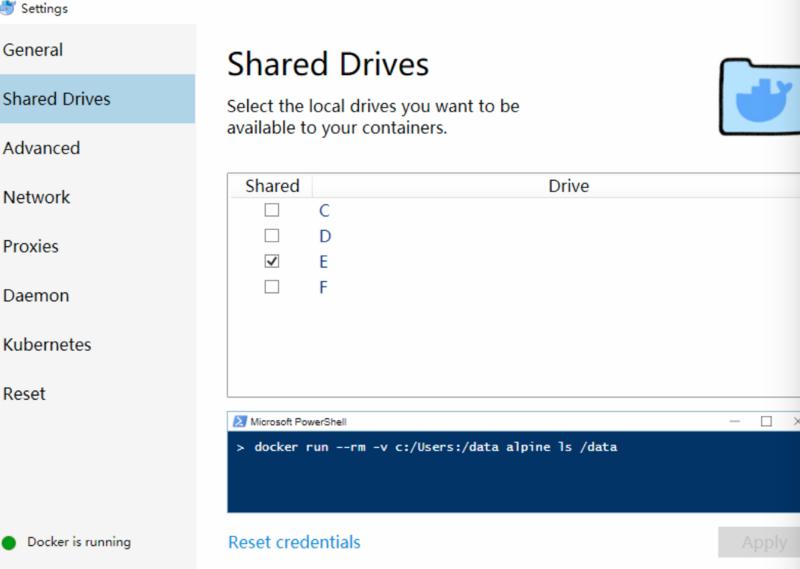 Settings
General
Shared Drives
Advanced
Network
Proxies
Daemon
Kubernetes
Reset
Docker is running
Shared Drives
Select the local drives you want to be
available to your containers.
Shared Drive
C
D
E
F
Microsoft PowerShell
> docker run --rm -v c:/Users:/data alpine ls /data
Reset credentials
Apply